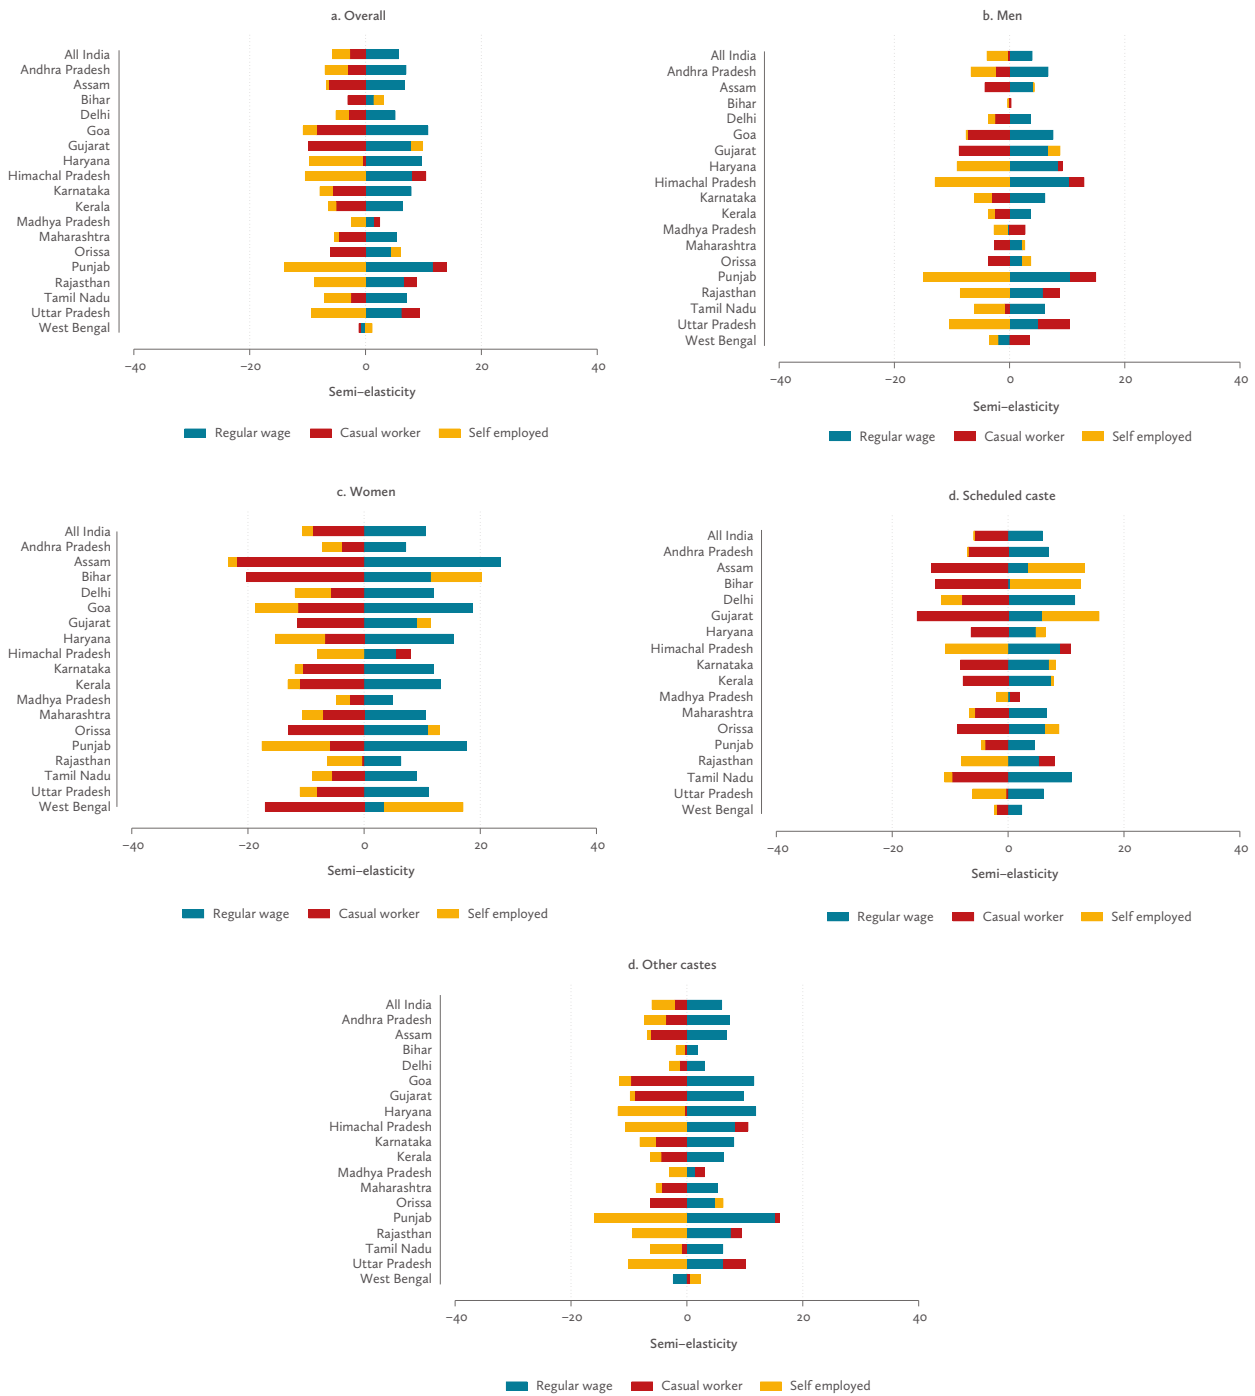 a. Overall
All India
Andhra Pradesh
Assam
Bihar
Delhi
Goa
Gujarat
Haryana
Himachal Pradesh
Karnataka
Kerala
Madhya Pradesh
Maharashtra
Orissa
Punjab
Rajasthan
Tamil Nadu
Uttar Pradesh
West Bengal
−40 −20 0 20 40
Semi−elasticity
Regular wage Casual worker Self employed
b. Men
All India
Andhra Pradesh
Assam
Bihar
Delhi
Goa
Gujarat
Haryana
Himachal Pradesh
Karnataka
Kerala
Madhya Pradesh
Maharashtra
Orissa
Punjab
Rajasthan
Tamil Nadu
Uttar Pradesh
West Bengal
−40 −20 0 20 40
Semi−elasticity
Regular wage Casual worker Self employed
c. Women
All India
Andhra Pradesh
Assam
Bihar
Delhi
Goa
Gujarat
Haryana
Himachal Pradesh
Karnataka
Kerala
Madhya Pradesh
Maharashtra
Orissa
Punjab
Rajasthan
Tamil Nadu
Uttar Pradesh
West Bengal
−40 −20 0 20 40
Semi−elasticity
Regular wage Casual worker Self employed
d. Scheduled caste
All India
Andhra Pradesh
Assam
Bihar
Delhi
Gujarat
Haryana
Himachal Pradesh
Karnataka
Kerala
Madhya Pradesh
Maharashtra
Orissa
Punjab
Rajasthan
Tamil Nadu
Uttar Pradesh
West Bengal
−40 −20 0 20 40
Semi−elasticity
Regular wage Casual worker Self employed
d. Other castes
All India
Andhra Pradesh
Assam
Bihar
Delhi
Goa
Gujarat
Haryana
Himachal Pradesh
Karnataka
Kerala
Madhya Pradesh
Maharashtra
Orissa
Punjab
Rajasthan
Tamil Nadu
Uttar Pradesh
West Bengal
−40 −20 0 20 40
Semi−elasticity
Regular wage Casual worker Self employed